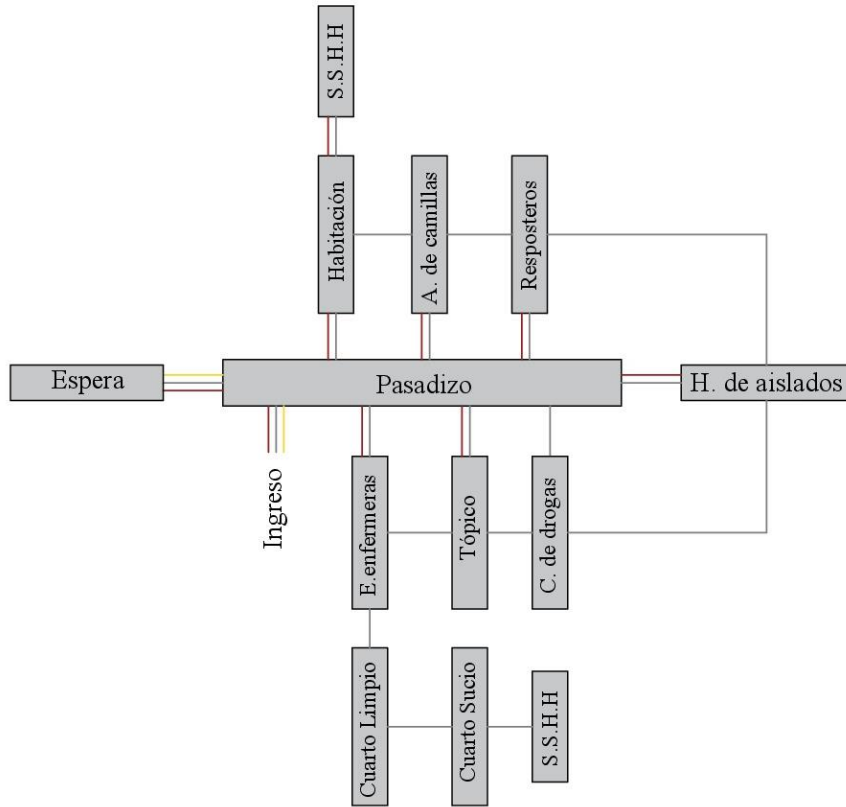 S.S.H.H
Habitación
A. de camillas
Resposteros
Espera
Pasadizo
H. de aislados
Ingreso
E.enfermeras
Tópico
C. de drogas
Cuarto Limpio
Cuarto Sucio
S.S.H.H